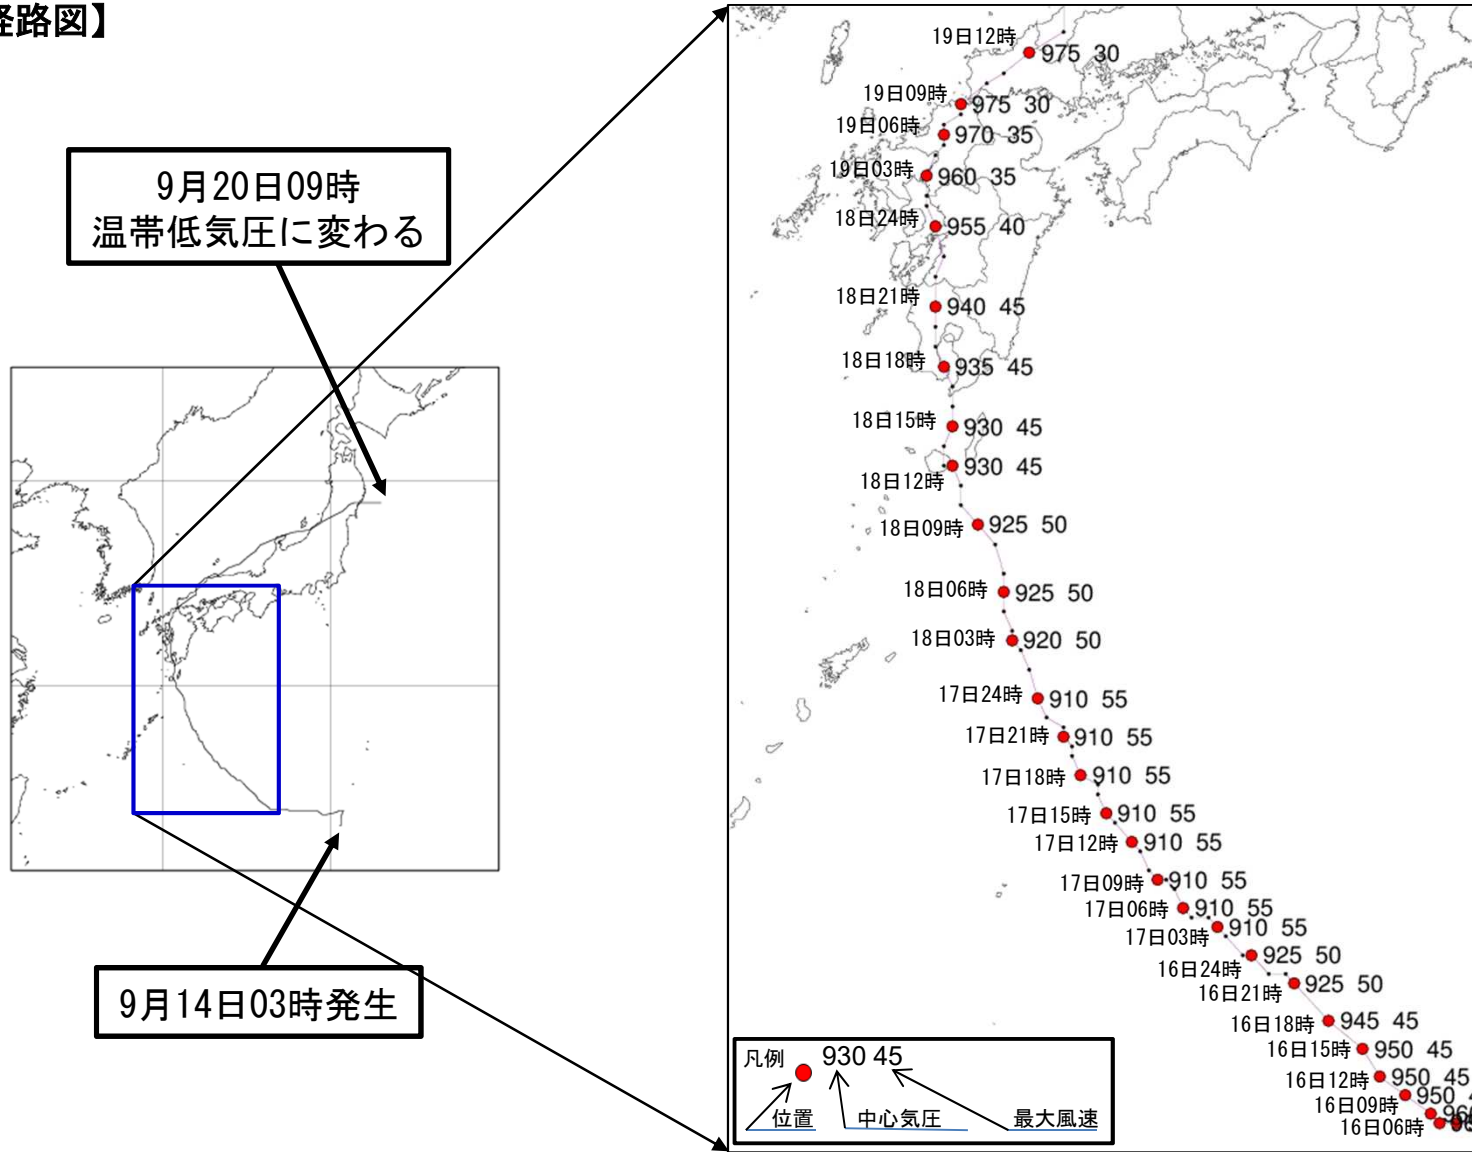 経路図】
9月20日09時
温帯低気圧に変わる
9月14日03時発生
19日12時 975 30
19日09時 975 30
19日06時 970 35
19日03時 960 35
18日24時 955 40
18日21時 940 45
18日18時 935 45
18日15時 930 45
18日12時 930 45
18日09時 925 50
18日06時 925 50
18日03時 920 50
17日24時 910 55
17日21時 910 55
17日18時 910 55
17日15時 910 55
17日12時 910 55
17日09時 910 55
17日06時 910 55
17日03時 910 55
16日24時 925 50
16日21時 925 50
16日18時 945 45
16日15時 950 45
16日12時 950 45
16日09時 950
16日06時
凡例 930 45
位置 中心気圧 最大風速